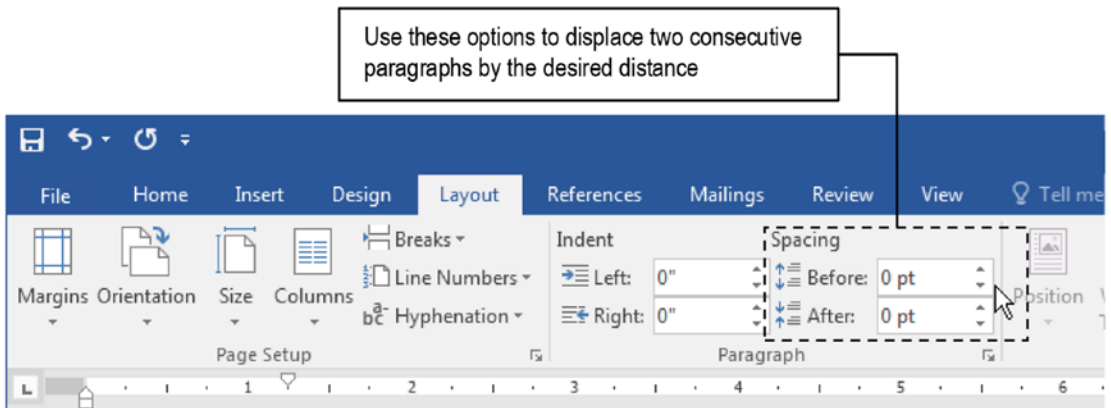 Use these options to displace two consecutive
paragraphs by the desired distance
File Home Insert Design Layout References Mailings Review View Tell me
Margins Orientation Size Columns
Breaks
Line Numbers
bc Hyphenation
Page Setup
Indent
Left: 0"
Right: 0"
Spacing
Before: 0 pt
After: 0 pt
Paragraph
Position
L 1 2 3 4 5 6